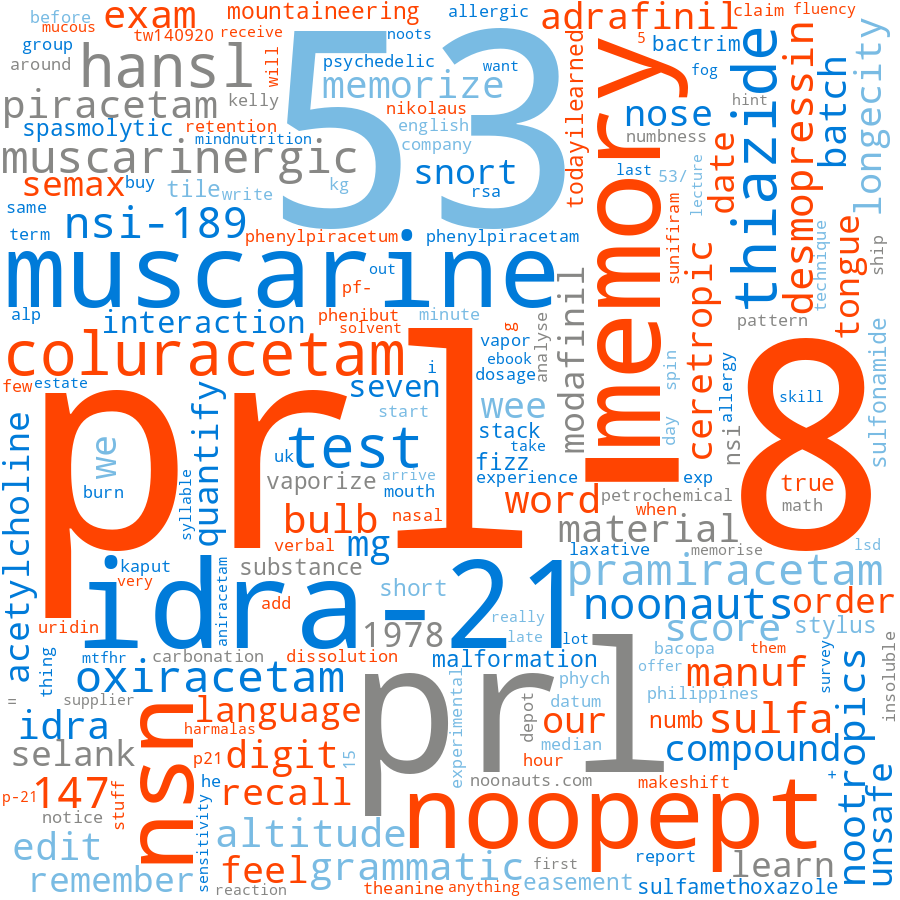 before
exam
mountaineering
allergic
adrafinil
claim
fluency
mucous
tw140920
receive
noots
group
hansl
will
psychedelic
want
53
memory
5
bactrim
thiazide
desmopressin
longecity
around
memorize
todayilearned
fog
batch
piracetam
kelly
nikolaus
nose
hint
spasmolytic
retention
english
numbness
mindnutrition
company
muscarinergic
snort
date
last
53/
lecture
semax
buy
tile
write
kg
rsa
same
nsi-189
term
phenylpiracetum
phenylpiracetam
sunifiram
tongue
technique
ship
muscarine
out
pf-
modafinil
ceretropic
alp
interaction
phenibut
minute
g
solvent
vapor
analyse
pattern
coluracetam
i
ebook
dosage
spin
allergy
sulfonamide
few
estate
prl
seven
8
skill
start
wee
day
nsi
acetylcholine
we
quantify
test
stack
take
uk
fizz
vaporize
arrive
experience
exp
true
burn
mouth
word
petrochemical
math
syllable
bulb
nasal
when
material
verbal
mg
laxative
memorise
lsd
kaput
substance
idra-21
pramiracetam
very
aniracetam
short
add
noonauts
order
uridin
1978
really
late
lot
score
stylus
mtfhr
carbonation
dissolution
malformation
bacopa
them
thing
oxiracetam
prl
experimental
phych
offer
manuf
survey
nootropics
insoluble
=
supplier
nsn
language
datum
philippines
idra
harmalas
depot
our
numb
sulfa
selank
p21
digit
15
median
hour
compound
+
p-21
147
stuff
he
recall
noonauts.com
makeshift
unsafe
notice
sensitivity
noopept
edit
altitude
remember
feel
grammatic
first
report
learn
reaction
theanine
anything
easement
sulfamethoxazole